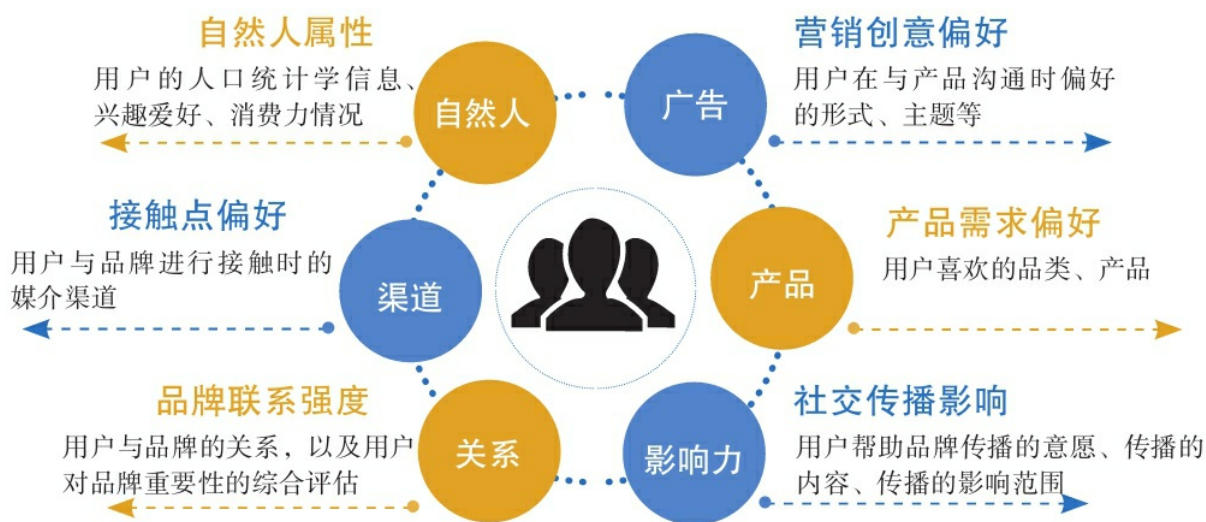 自然人属性
用户的人口统计学信息、
兴趣爱好、消费力情况
自然人
广告
营销创意偏好
用户在与产品沟通时偏好
的形式、主题等
接触点偏好
用户与品牌进行接触时的
媒介渠道
渠道
产品
产品需求偏好
用户喜欢的品类、产品
品牌联系强度
用户与品牌的关系，以及用户
对品牌重要性的综合评估
关系
影响力
社交传播影响
用户帮助品牌传播的意愿、传播的
内容、传播的影响范围